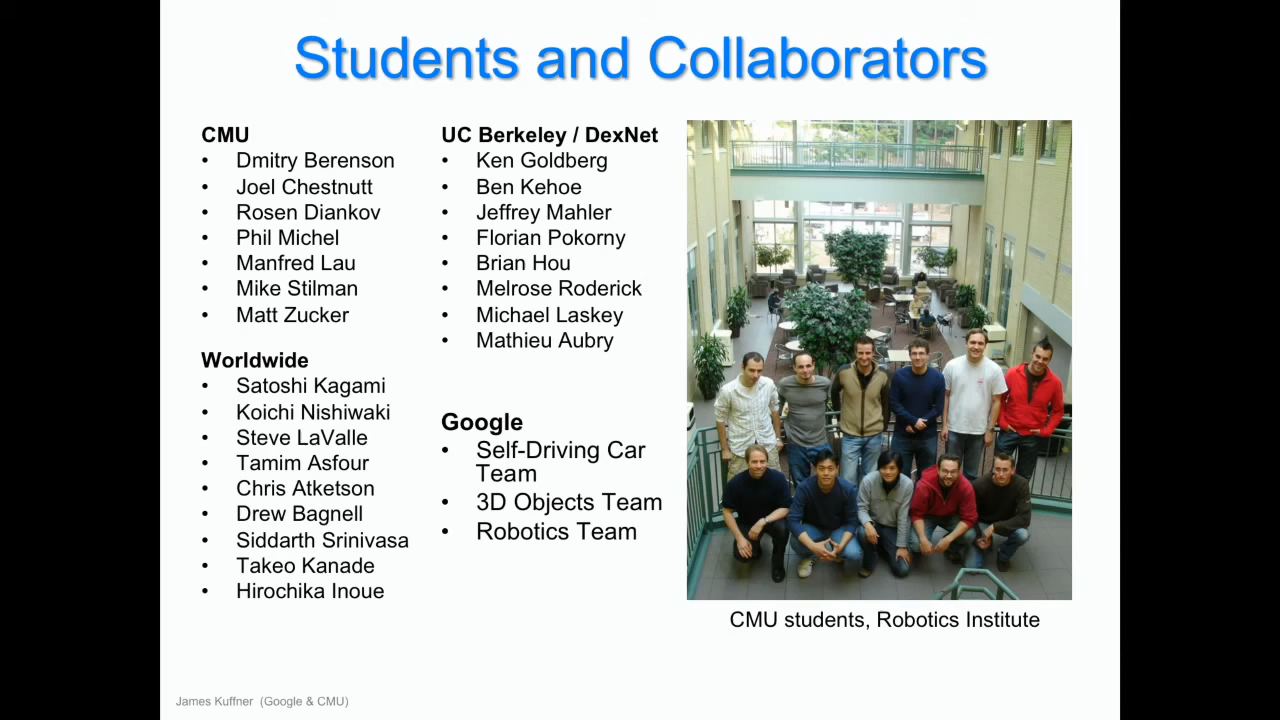 Students and Collaborators
CMU
• Dmitry Berenson
• Joel Chestnutt
• Rosen Diankov
• Phil Michel
• Manfred Lau
• Mike Stilman
• Matt Zucker
Worldwide
• Satoshi Kagami
• Koichi Nishiwaki
• Steve LaValle
• Tamim Asfour
• Chris Atketson
• Drew Bagnell
• Siddarth Srinivasa
• Takeo Kanade
• Hirochika Inoue
UC Berkeley / DexNet
• Ken Goldberg
• Ben Kehoe
• Jeffrey Mahler
• Florian Pokorny
• Brian Hou
• Melrose Roderick
• Michael Laskey
• Mathieu Aubry
Google
• Self-Driving Car
Team
• 3D Objects Team
• Robotics Team
CMU students, Robotics Institute
James Kuffner (Google & CMU)